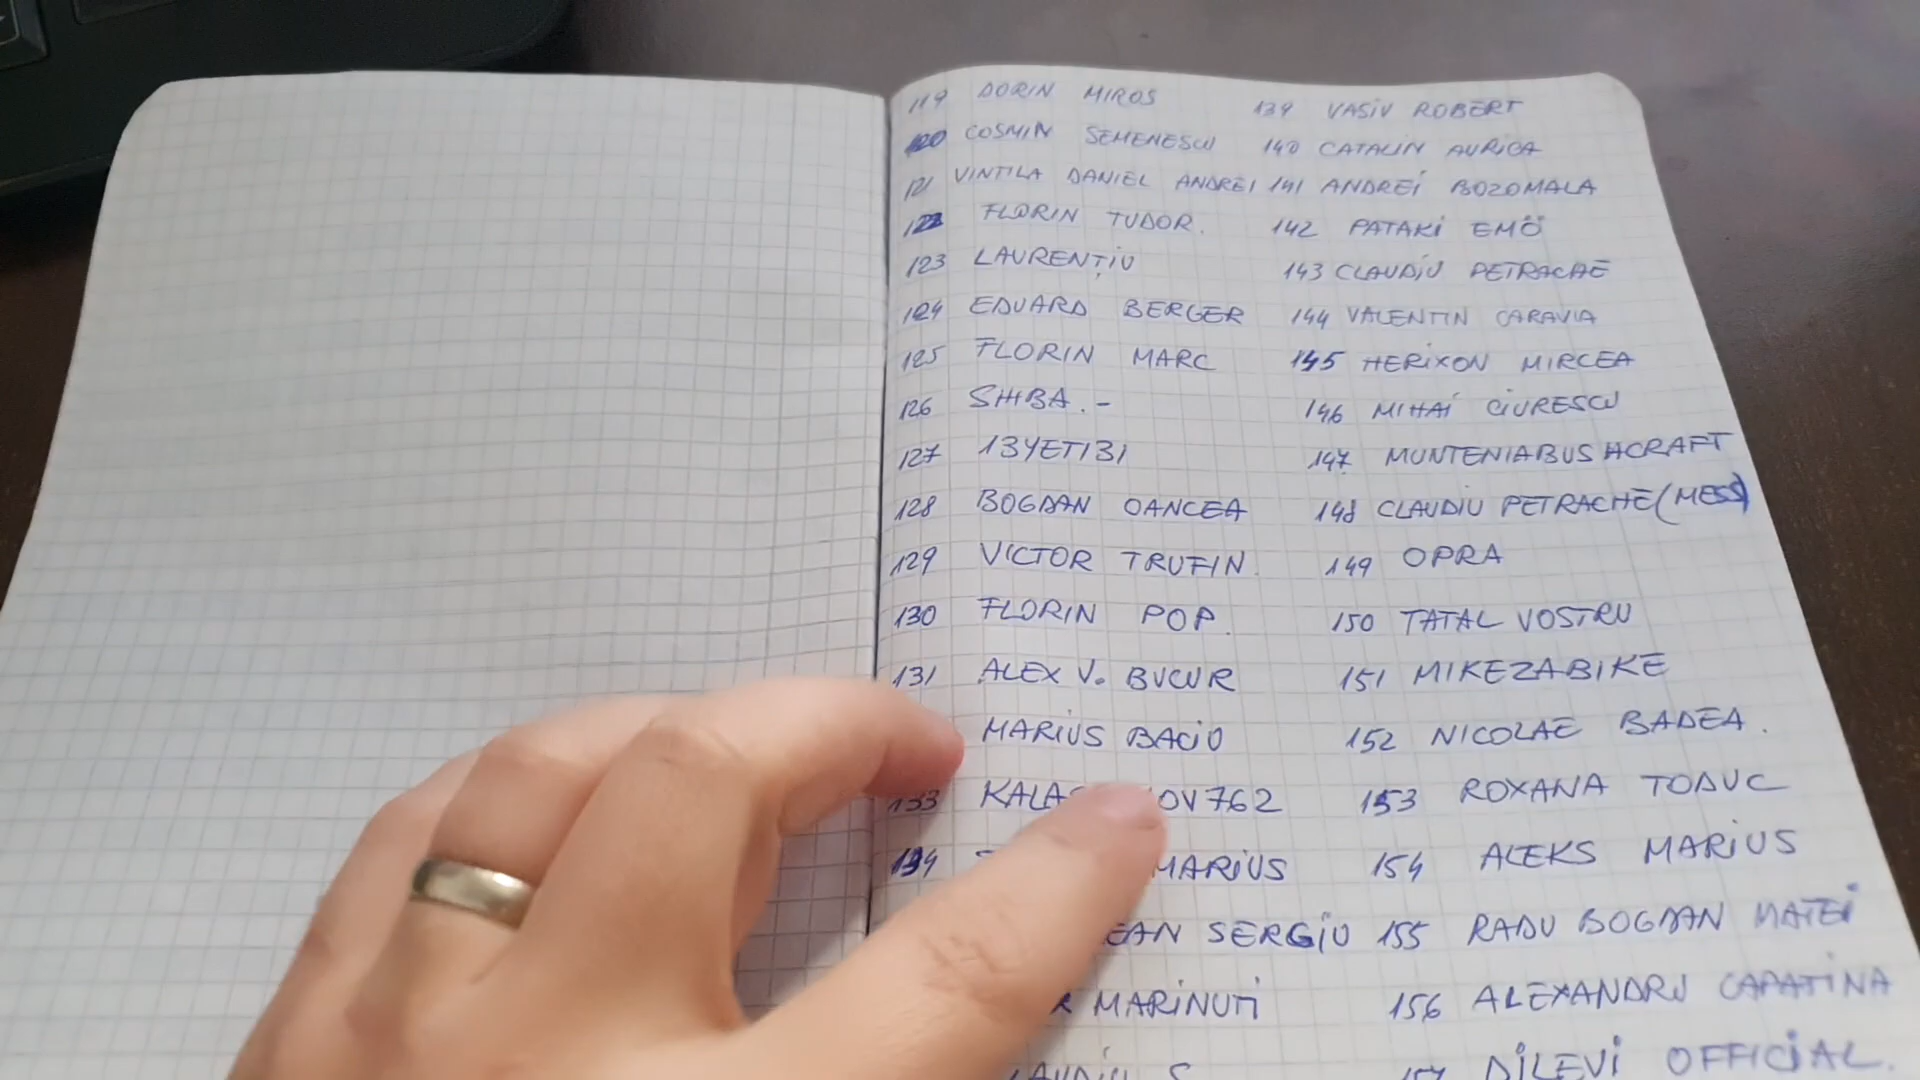 119 DORIN MIROS
120 COSMIN SEMENESCU
121 VINTILA DANIEL ANDREI
122 FLORIN TUDOR.
123 LAURENȚIU
124 EDUARD BERGER
125 FLORIN MARC
126 SHIBA.-
127 13YETI31
128 BOGDAN OANCEA
129 VICTOR TRUFIN.
130 FLORIN POP.
131 ALEX V. BUCUR
MARIUS BACIO
133
134 MARIUS
SERGIU
MARINUTI
139 VASIU ROBERT
140 CATALIN AURICA
141 ANDREI BOZOMALA
142 PATAKI EMÖ
143 CLAUDIU PETRACHE
144 VALENTIN CARAVIA
145 HERIXON MIRCEA
146 MIHAI CIURESCU
147 MUNTENIABUSHCRAFT
148 CLAUDIU PETRACHE (MESS)
149 OPRA
150 TATAL VOSTRU
151 MIKEZABIKE
152 NICOLAE BADEA.
153 ROXANA TODUC
154 ALEKS MARIUS
155 RADU BOGDAN MATEI
156 ALEXANDRU CAPATINA
157 DILEVI OFFICIAL.